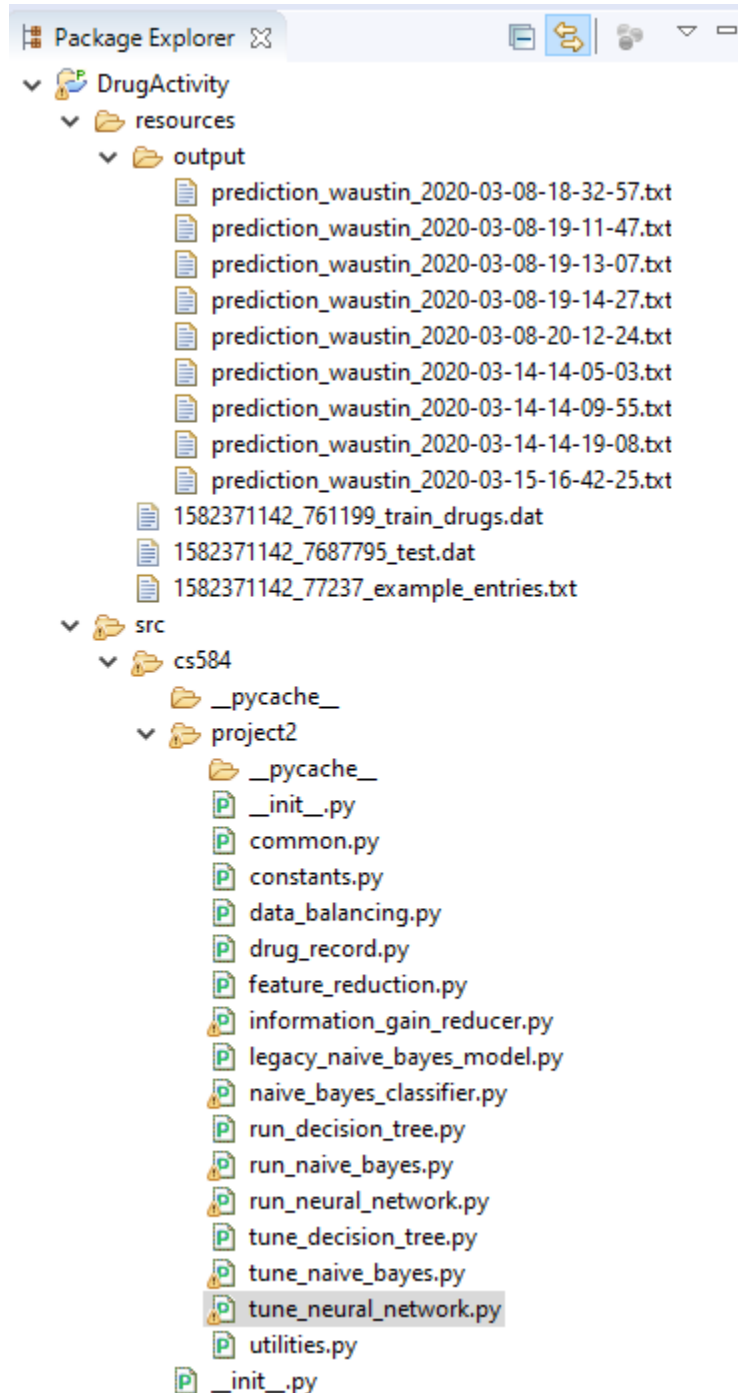 Package Explorer
DrugActivity
resources
output
prediction_waustin_2020-03-08-18-32-57.txt
prediction_waustin_2020-03-08-19-11-47.txt
prediction_waustin_2020-03-08-19-13-07.txt
prediction_waustin_2020-03-08-19-14-27.txt
prediction_waustin_2020-03-08-20-12-24.txt
prediction_waustin_2020-03-14-14-05-03.txt
prediction_waustin_2020-03-14-14-09-55.txt
prediction_waustin_2020-03-14-14-19-08.txt
prediction_waustin_2020-03-15-16-42-25.txt
1582371142_761199_train_drugs.dat
1582371142_7687795_test.dat
1582371142_77237_example_entries.txt
src
cs584
__pycache__
project2
__pycache__
__init__.py
common.py
constants.py
data_balancing.py
drug_record.py
feature_reduction.py
information_gain_reducer.py
legacy_naive_bayes_model.py
naive_bayes_classifier.py
run_decision_tree.py
run_naive_bayes.py
run_neural_network.py
tune_decision_tree.py
tune_naive_bayes.py
tune_neural_network.py
utilities.py
__init__.py